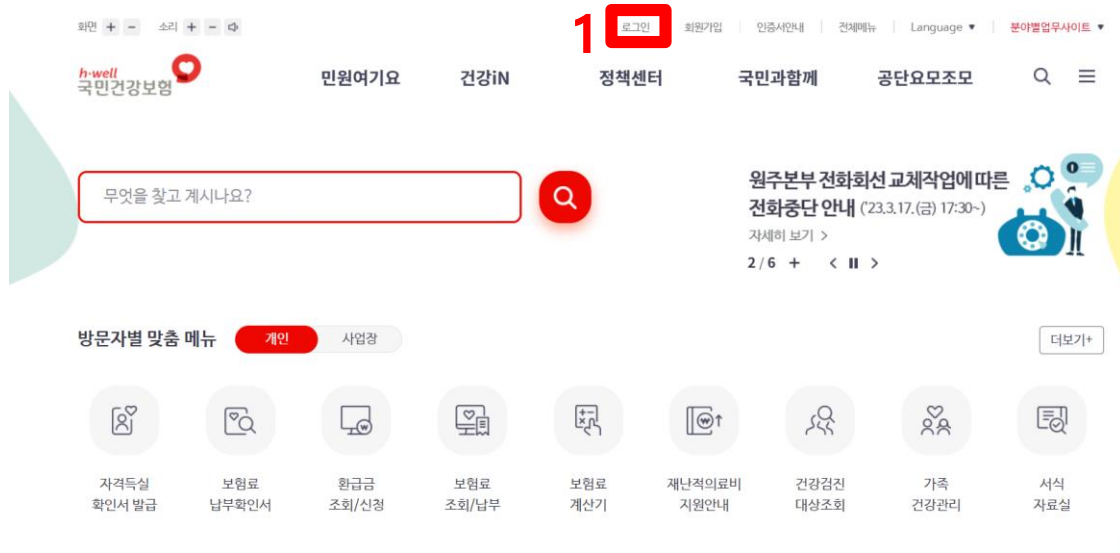 화면 + - 소리 + -
1
로그인 회원가입 인증서안내 전체메뉴 Language ▼ 분야별업무사이트 ▼
h·well
국민건강보험
민원여기요 건강iN 정책센터 국민과함께 공단요모조모
무엇을 찾고 계시나요?
원주본부 전화회선 교체작업에 따른
전화중단 안내 ('23.3.17.(금) 17:30~)
자세히 보기 >
2 / 6 + < II >
방문자별 맞춤 메뉴 개인 사업장 더보기+
자격득실 보험료 환급금 보험료 보험료 재난적의료비 건강검진 가족 서식
확인서 발급 납부확인서 조회/신청 조회/납부 계산기 지원안내 대상조회 건강관리 자료실